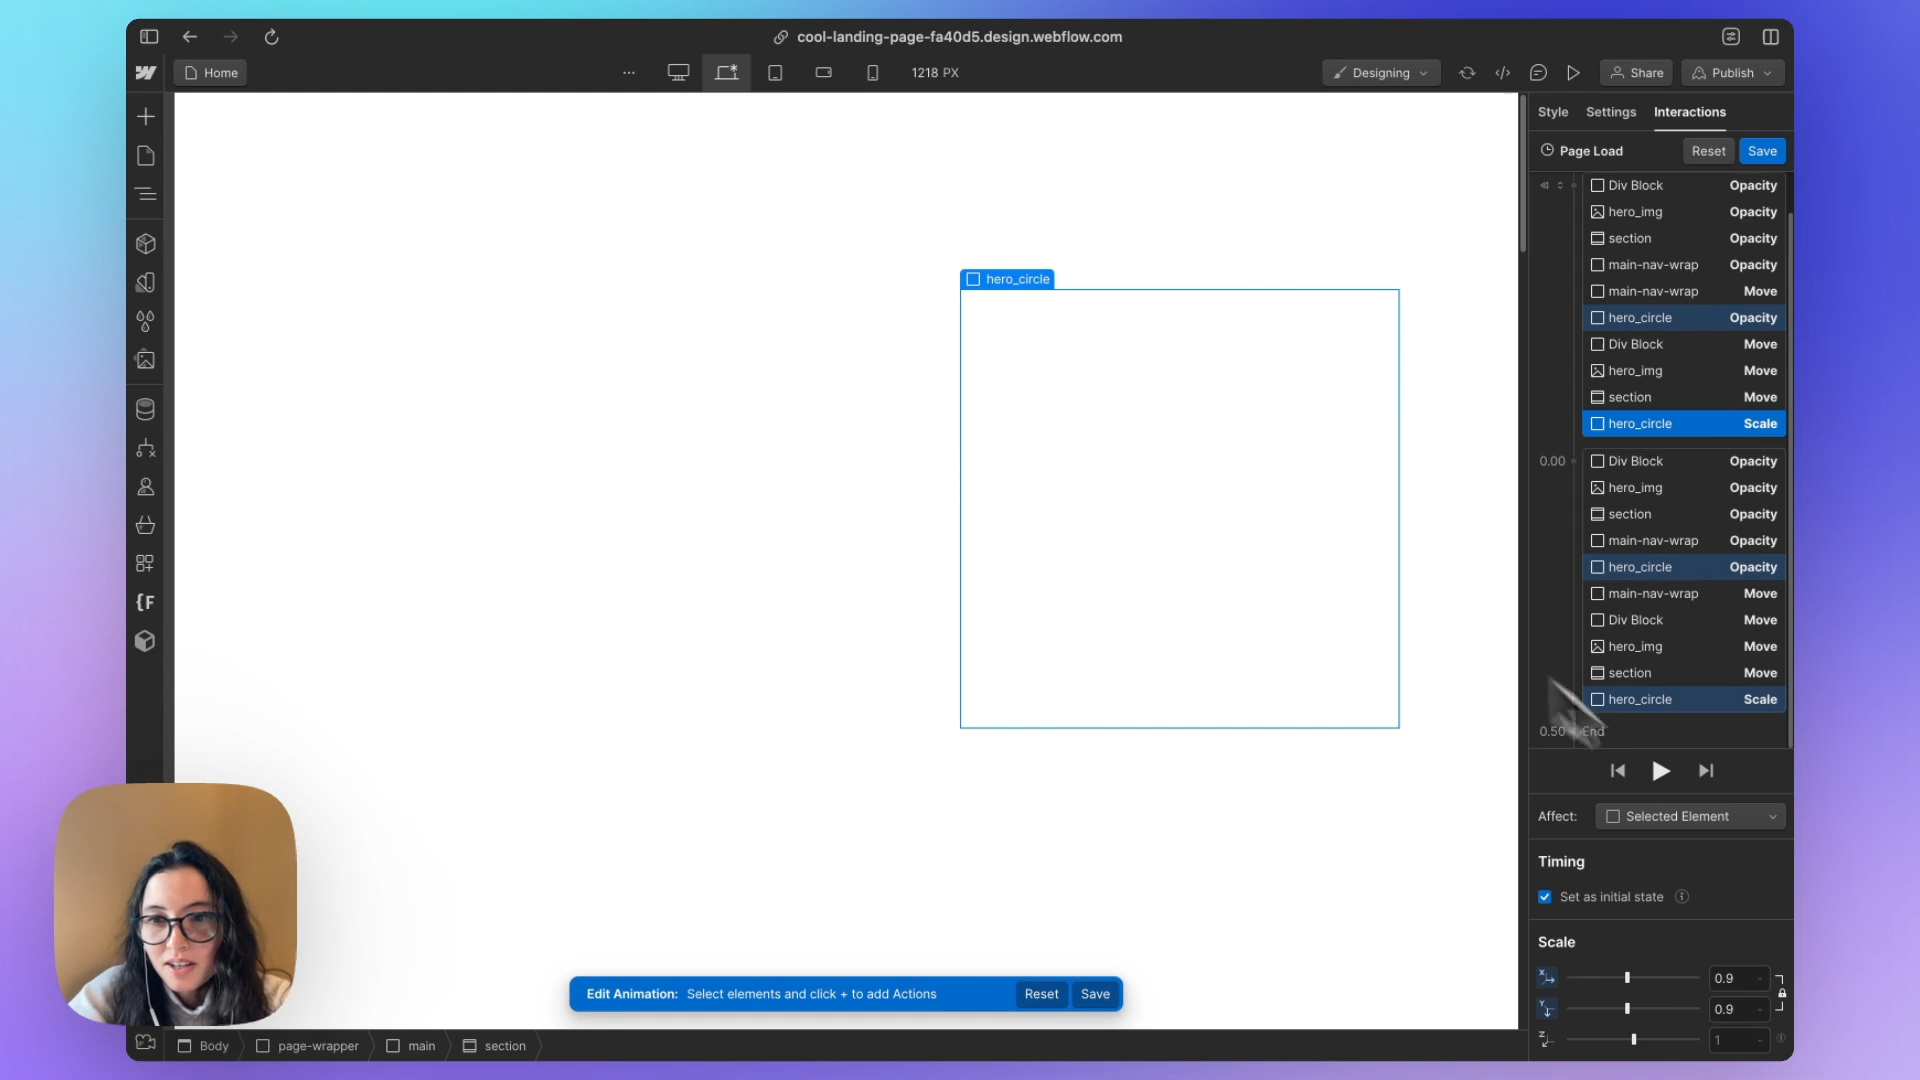 cool-landing-page-fa40d5.design.webflow.com
Home
1218 PX
Designing
Share
Publish
Style Settings Interactions
Page Load Reset Save
Div Block Opacity
hero_img Opacity
section Opacity
main-nav-wrap Opacity
main-nav-wrap Move
hero_circle Opacity
Div Block Move
hero_img Move
section Move
hero_circle Scale
0.00 Div Block Opacity
hero_img Opacity
section Opacity
main-nav-wrap Opacity
hero_circle Opacity
main-nav-wrap Move
Div Block Move
hero_img Move
section Move
hero_circle Scale
0.50 End
hero_circle
Affect: Selected Element
Timing
Set as initial state
Scale
X 0.9 -
Y 0.9 -
Z 1 -
Edit Animation: Select elements and click + to add Actions Reset Save
Body page-wrapper main section